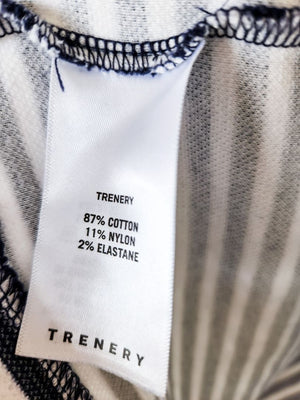 TRENERY
87% COTTON
11% NYLON
2% ELASTANE
TRENERY